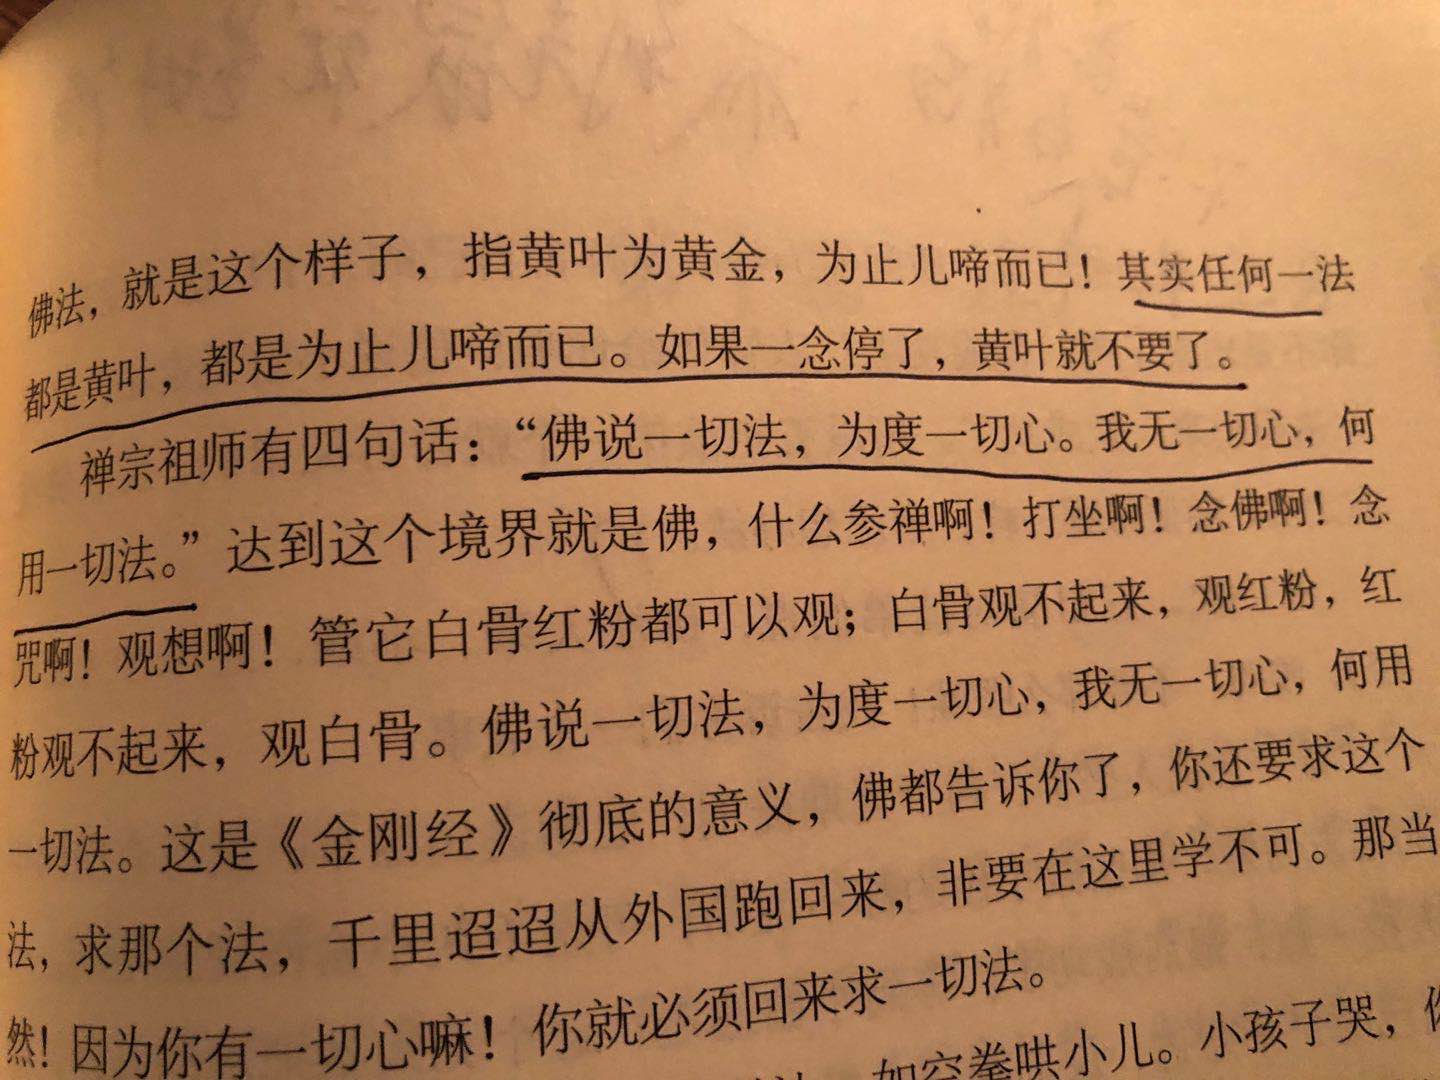 佛法，就是这个样子，指黄叶为黄金，为止儿啼而已！其实任何一法
都是黄叶，都是为止儿啼而已。如果一念停了，黄叶就不要了。
禅宗祖师有四句话：“佛说一切法，为度一切心。我无一切心，何
用一切法。”达到这个境界就是佛，什么参禅啊！打坐啊！念佛啊！念
咒啊！观想啊！管它白骨红粉都可以观；白骨观不起来，观红粉，红
粉观不起来，观白骨。佛说一切法，为度一切心，我无一切心，何用
一切法。这是《金刚经》彻底的意义，佛都告诉你了，你还要求这个
法，求那个法，千里迢迢从外国跑回来，非要在这里学不可。那当
然！因为你有一切心嘛！你就必须回来求一切法。
如空拳哄小儿。小孩子哭，